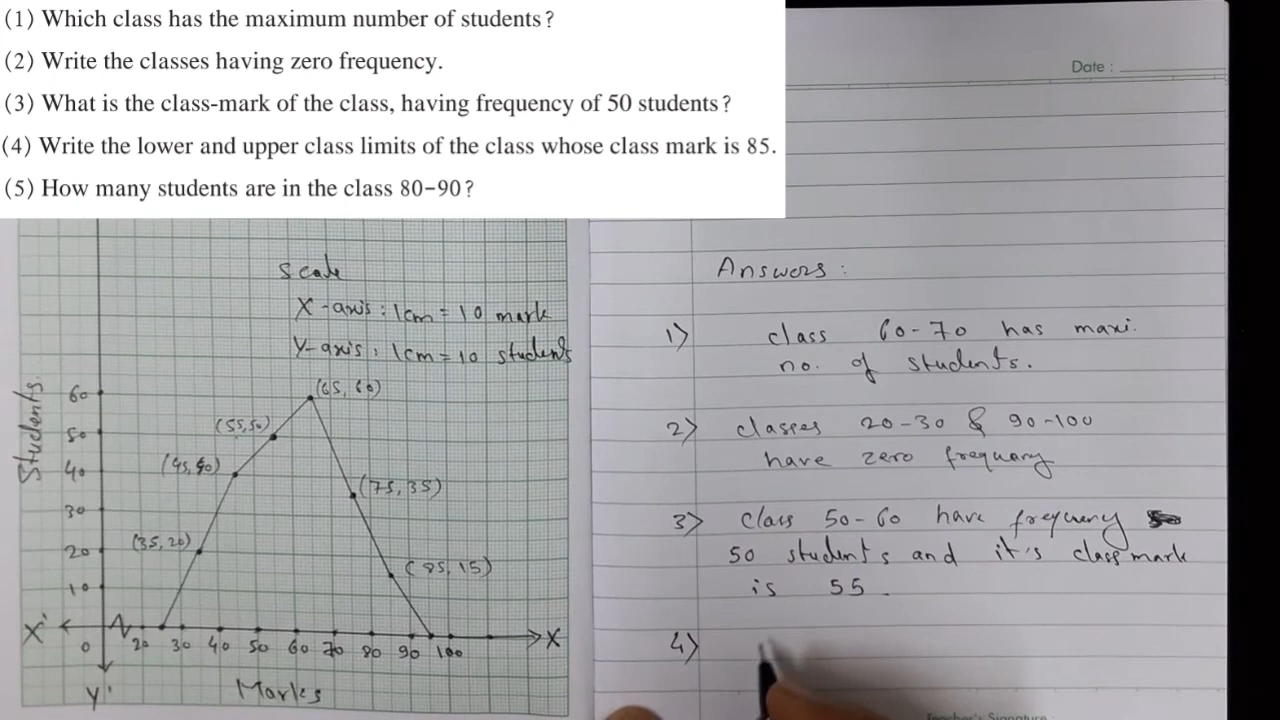 (1) Which class has the maximum number of students?
(2) Write the classes having zero frequency.
(3) What is the class-mark of the class, having frequency of 50 students?
(4) Write the lower and upper class limits of the class whose class mark is 85.
(5) How many students are in the class 80-90?
Date :
Scale
X-axis : 1cm = 10 mark
Y-axis : 1cm = 10 students
Students
60
50
40
30
20
10
0
(65, 60)
(55,50)
(45, 40)
(75, 35)
(35, 20)
(85, 15)
X'
20 30 40 50 60 70 80 90 100
X
Y'
Marks
Answers :
1) class 60-70 has maxi.
no. of students.
2) classes 20-30 & 90-100
have zero
3) class 50-60 have
50 students and it's classmark
is 55.
4)
Teacher's Signature :